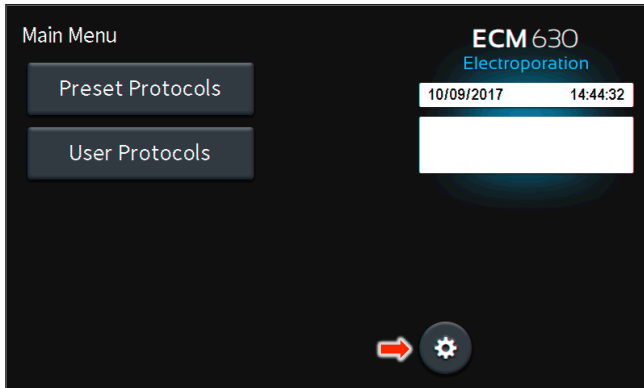 Main Menu
Preset Protocols
User Protocols
ECM 630
Electroporation
10/09/2017 14:44:32